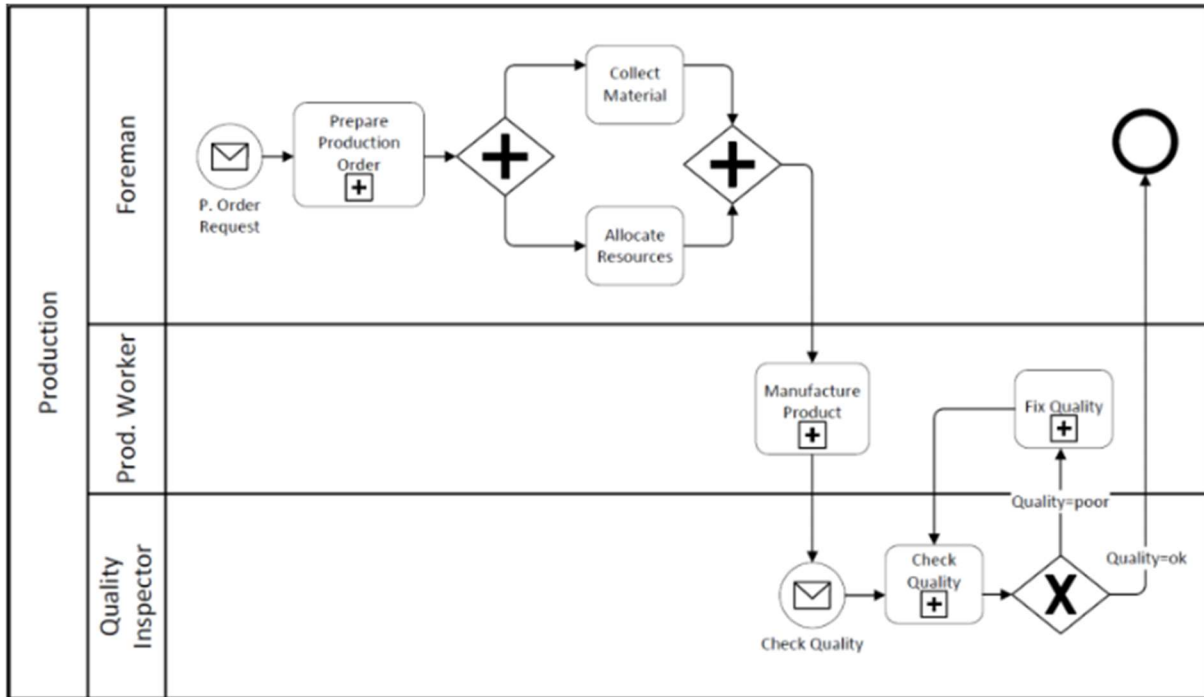 Production
Foreman
P. Order
Request
Prepare
Production
Order
Collect
Material
Allocate
Resources
Prod. Worker
Manufacture
Product
Fix Quality
Quality
Inspector
Check Quality
Check
Quality
Quality=poor
Quality=ok